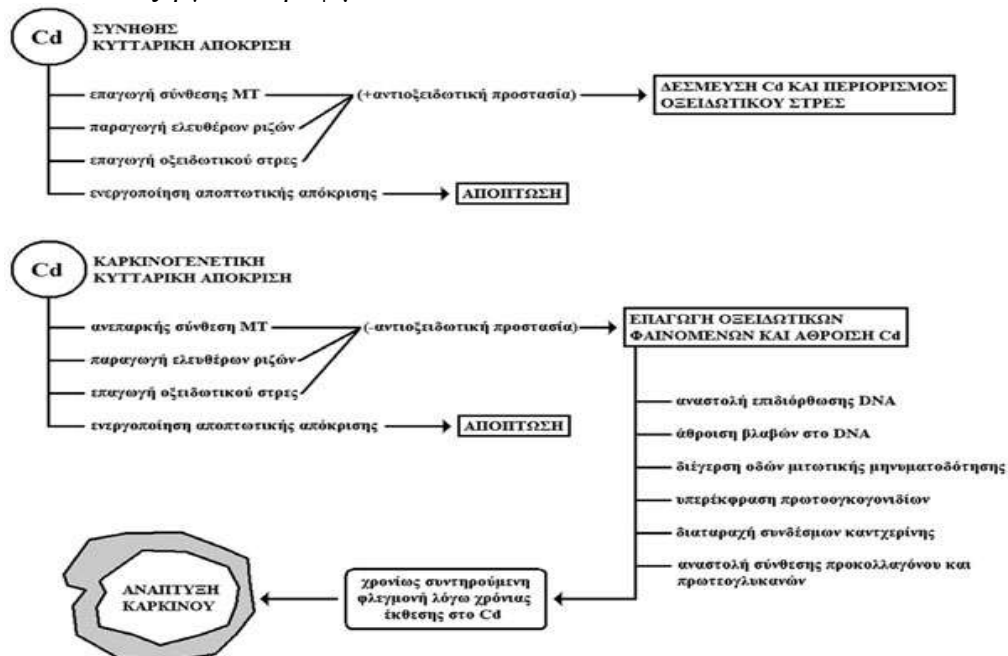 Cd
ΣΥΝΗΘΗΣ
ΚΥΤΤΑΡΙΚΗ ΑΠΟΚΡΙΣΗ
επαγωγή σύνθεσης ΜΤ
(+αντιοξειδωτική προστασία)
ΔΕΣΜΕΥΣΗ Cd ΚΑΙ ΠΕΡΙΟΡΙΣΜΟΣ
ΟΞΕΙΔΩΤΙΚΟΥ ΣΤΡΕΣ
παραγωγή ελευθέρων ριζών
επαγωγή οξειδωτικού στρες
ενεργοποίηση αποπτωτικής απόκρισης
ΑΠΟΠΤΩΣΗ
Cd
ΚΑΡΚΙΝΟΓΕΝΕΤΙΚΗ
ΚΥΤΤΑΡΙΚΗ ΑΠΟΚΡΙΣΗ
ανεπαρκής σύνθεση ΜΤ
(-αντιοξειδωτική προστασία)
ΕΠΑΓΩΓΗ ΟΞΕΙΔΩΤΙΚΩΝ
ΦΑΙΝΟΜΕΝΩΝ ΚΑΙ ΑΘΡΟΙΣΗ Cd
παραγωγή ελευθέρων ριζών
επαγωγή οξειδωτικού στρες
ενεργοποίηση αποπτωτικής απόκρισης
ΑΠΟΠΤΩΣΗ
αναστολή επιδιόρθωσης DNA
άθροιση βλαβών στο DNA
διέγερση οδών μιτωτικής μηνυματοδότησης
υπερέκφραση πρωτοογκογονιδίων
διαταραχή συνδέσμων καντχερίνης
αναστολή σύνθεσης προκολλαγόνου και
πρωτεογλυκανών
χρονίως συντηρούμενη
φλεγμονή λόγω χρόνιας
έκθεσης στο Cd
ΑΝΑΠΤΥΞΗ
ΚΑΡΚΙΝΟΥ